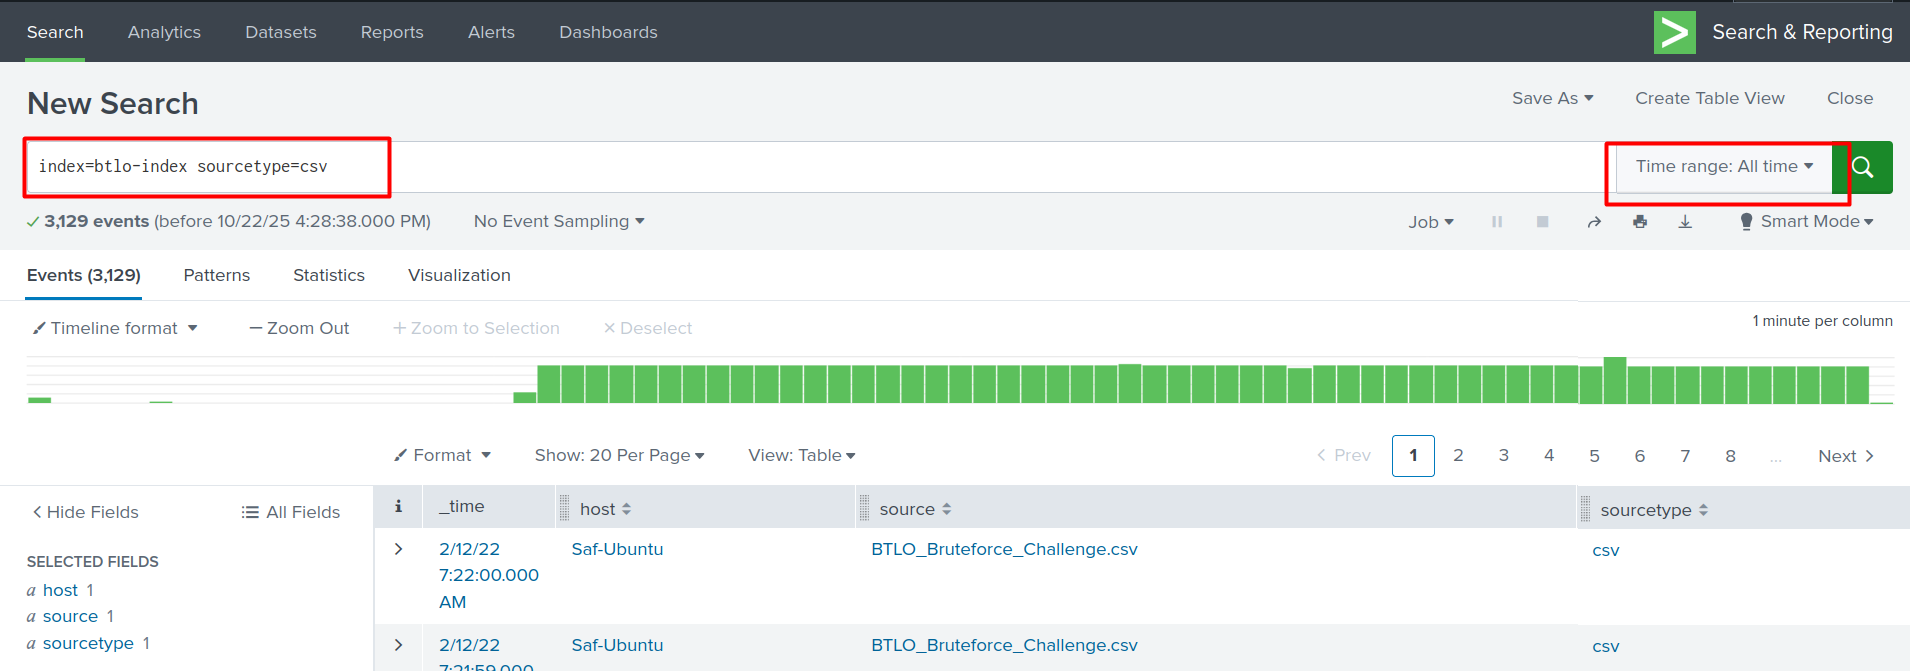 Search Analytics Datasets Reports Alerts Dashboards > Search & Reporting
New Search Save As Create Table View Close
index=btlo-index sourcetype=csv Time range: All time
3,129 events (before 10/22/25 4:28:38.000 PM) No Event Sampling Job Smart Mode
Events (3,129) Patterns Statistics Visualization
Timeline format — Zoom Out + Zoom to Selection × Deselect 1 minute per column
Format Show: 20 Per Page View: Table < Prev 1 2 3 4 5 6 7 8 ... Next >
< Hide Fields All Fields i _time host source sourcetype
SELECTED FIELDS
a host 1
a source 1
a sourcetype 1
> 2/12/22 Saf-Ubuntu BTLO_Bruteforce_Challenge.csv csv
7:22:00.000
AM
> 2/12/22 Saf-Ubuntu BTLO_Bruteforce_Challenge.csv csv
7:21:59.000